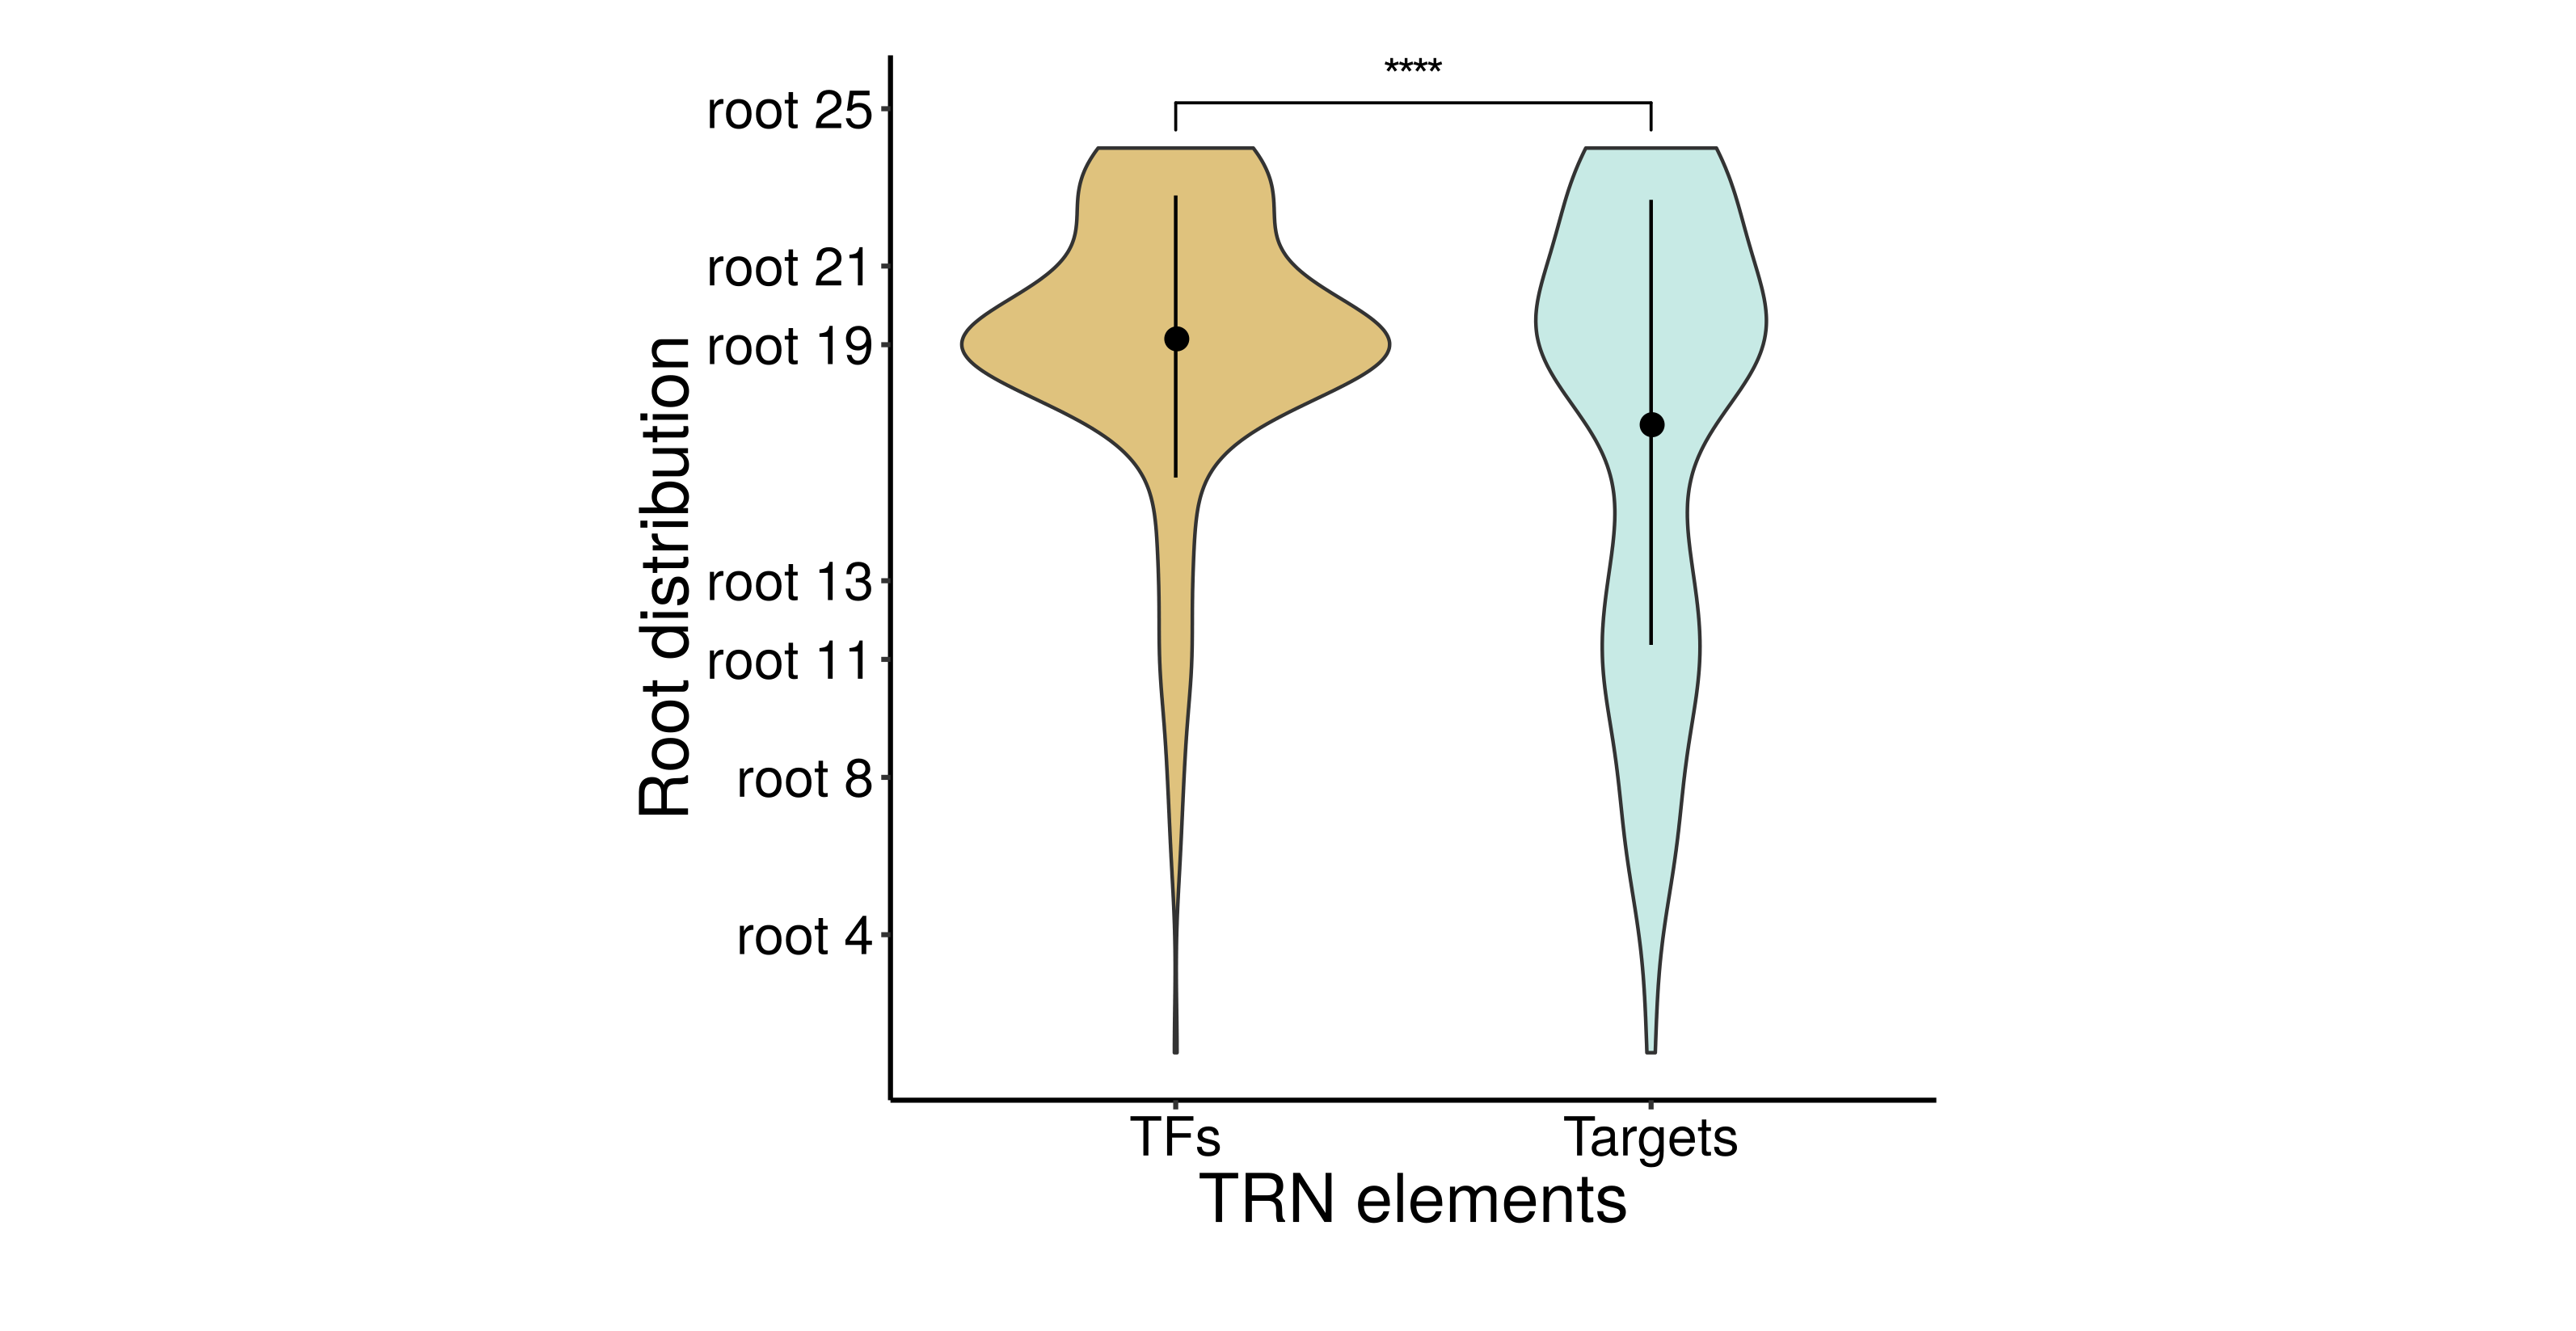 ****
root 25
root 21
root 19
root 13
root 11
root 8
root 4
Root distribution
TFs
Targets
TRN elements